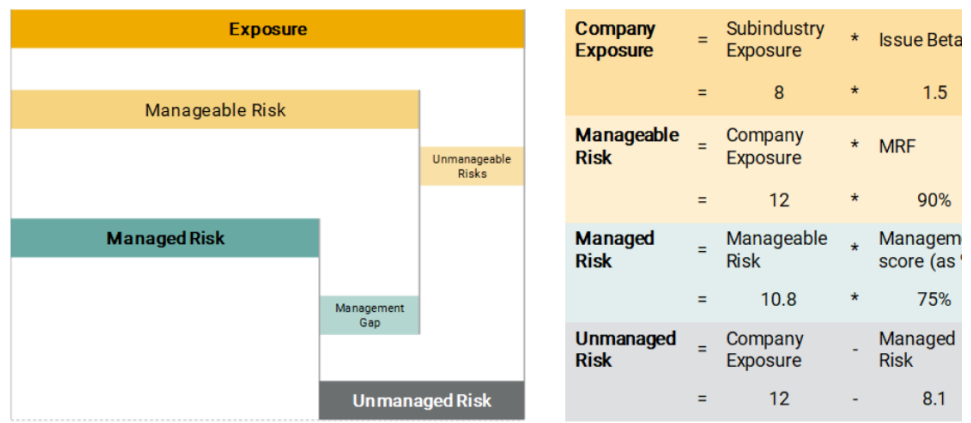 Exposure
Manageable Risk
Unmanageable
Risks
Managed Risk
Management
Gap
Unmanaged Risk
Company
Exposure
=
Subindustry
Exposure
*
Issue Beta
= 8 * 1.5
Manageable
Risk
=
Company
Exposure
*
MRF
= 12 * 90%
Managed
Risk
=
Manageable
Risk
*
score (as
= 10.8 * 75%
Unmanaged
Risk
=
Company
Exposure
-
Managed
Risk
= 12 - 8.1